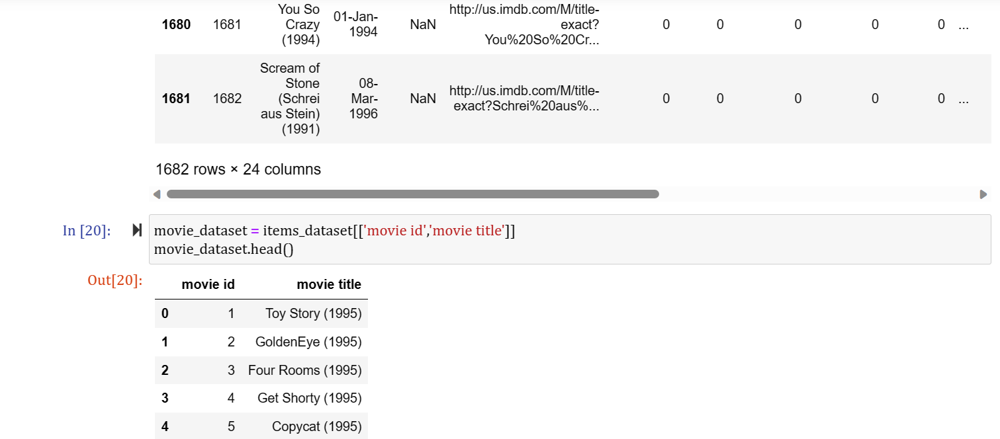 You So
Crazy
(1994)
1680 1681 01-Jan-
1994 NaN http://us.imdb.com/M/title-
exact?
You%20So%20Cr... 0 0 0 0 0 ...
Scream of
Stone
(Schrei
aus Stein)
(1991)
1681 1682 08-
Mar-
1996 NaN http://us.imdb.com/M/title-
exact?Schrei%20aus%... 0 0 0 0 0 ...
1682 rows × 24 columns
In [20]: movie_dataset = items_dataset[['movie id','movie title']]
movie_dataset.head()
Out[20]:
movie id movie title
0 1 Toy Story (1995)
1 2 GoldenEye (1995)
2 3 Four Rooms (1995)
3 4 Get Shorty (1995)
4 5 Copycat (1995)